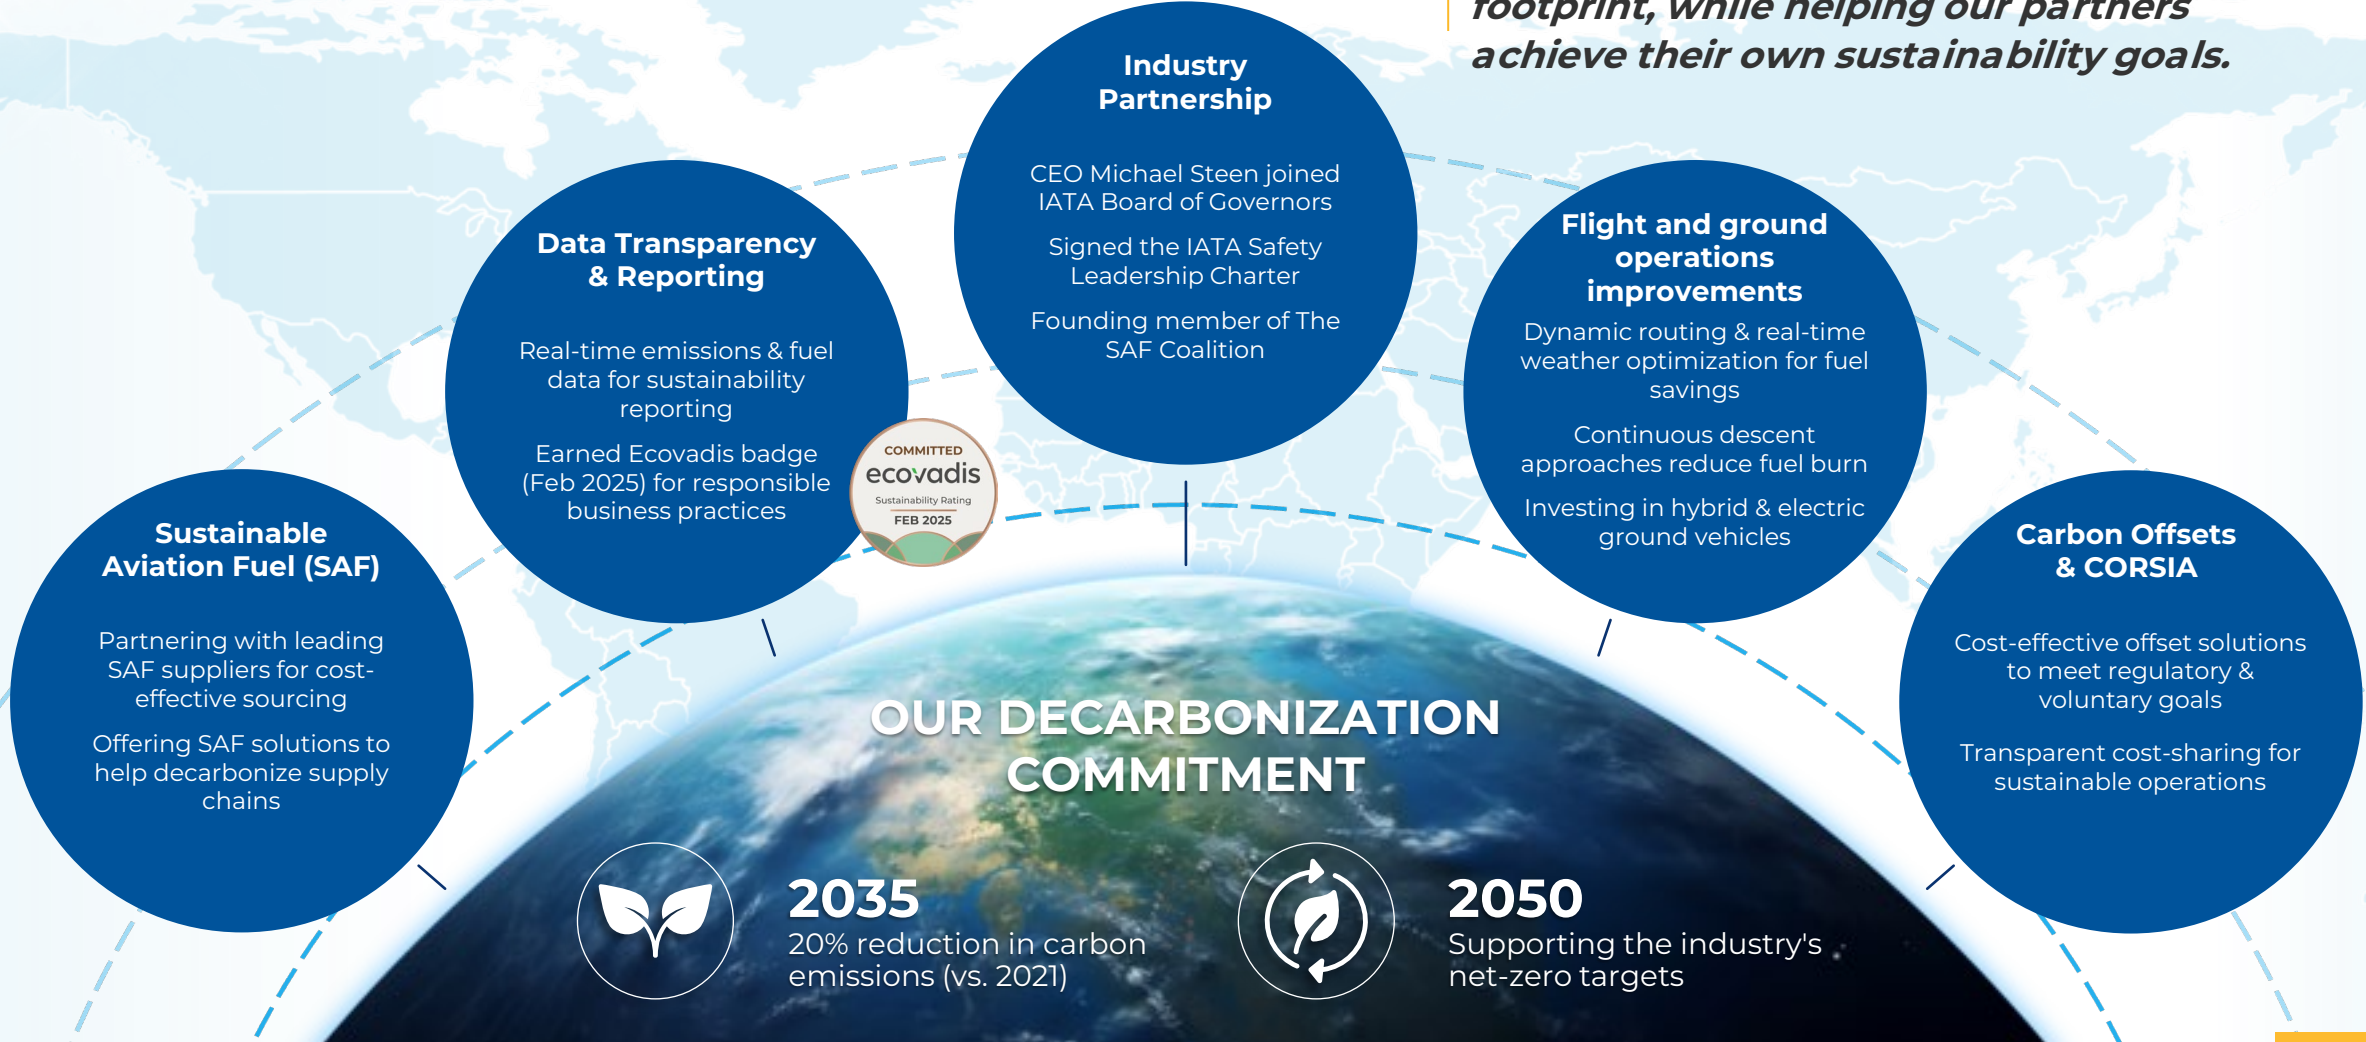 footprint, while helping our partners
achieve their own sustainability goals.
Industry
Partnership
CEO Michael Steen joined
IATA Board of Governors
Signed the IATA Safety
Leadership Charter
Founding member of The
SAF Coalition
Data Transparency
& Reporting
Real-time emissions & fuel
data for sustainability
reporting
Earned Ecovadis badge
(Feb 2025) for responsible
business practices
COMMITTED
ecovadis
Sustainability Rating
FEB 2025
Flight and ground
operations
improvements
Dynamic routing & real-time
weather optimization for fuel
savings
Continuous descent
approaches reduce fuel burn
Investing in hybrid & electric
ground vehicles
Sustainable
Aviation Fuel (SAF)
Partnering with leading
SAF suppliers for cost-
effective sourcing
Offering SAF solutions to
help decarbonize supply
chains
Carbon Offsets
& CORSIA
Cost-effective offset solutions
to meet regulatory &
voluntary goals
Transparent cost-sharing for
sustainable operations
OUR DECARBONIZATION
COMMITMENT
2035
20% reduction in carbon
emissions (vs. 2021)
2050
Supporting the industry's
net-zero targets